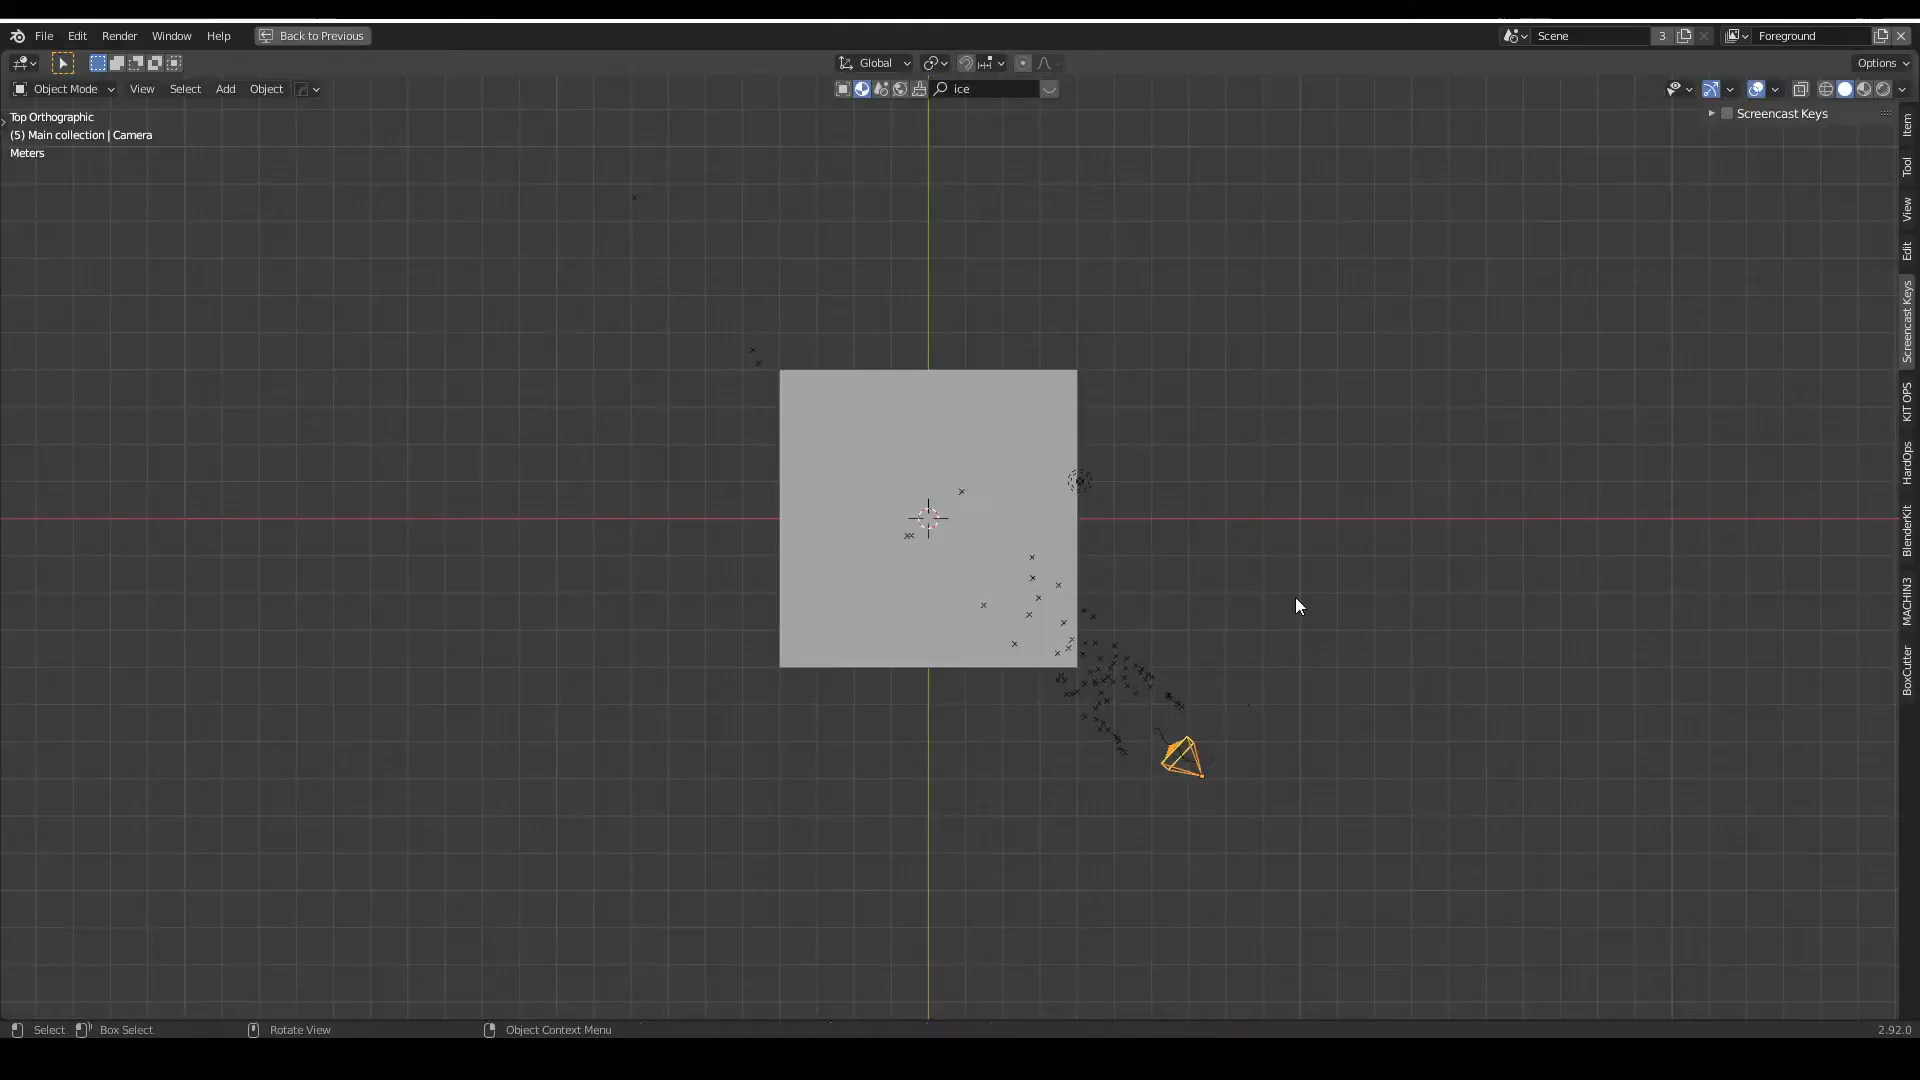 File Edit Render Window Help Back to Previous Scene 3 Foreground
Global Options
Object Mode View Select Add Object ice
Top Orthographic Screencast Keys
(5) Main collection | Camera
Meters
Item
Tool
View
Edit
Screencast Keys
KIT OPS
HardOps
BlenderKit
MACHIN3
BoxCutter
Select Box Select Rotate View Object Context Menu 2.92.0